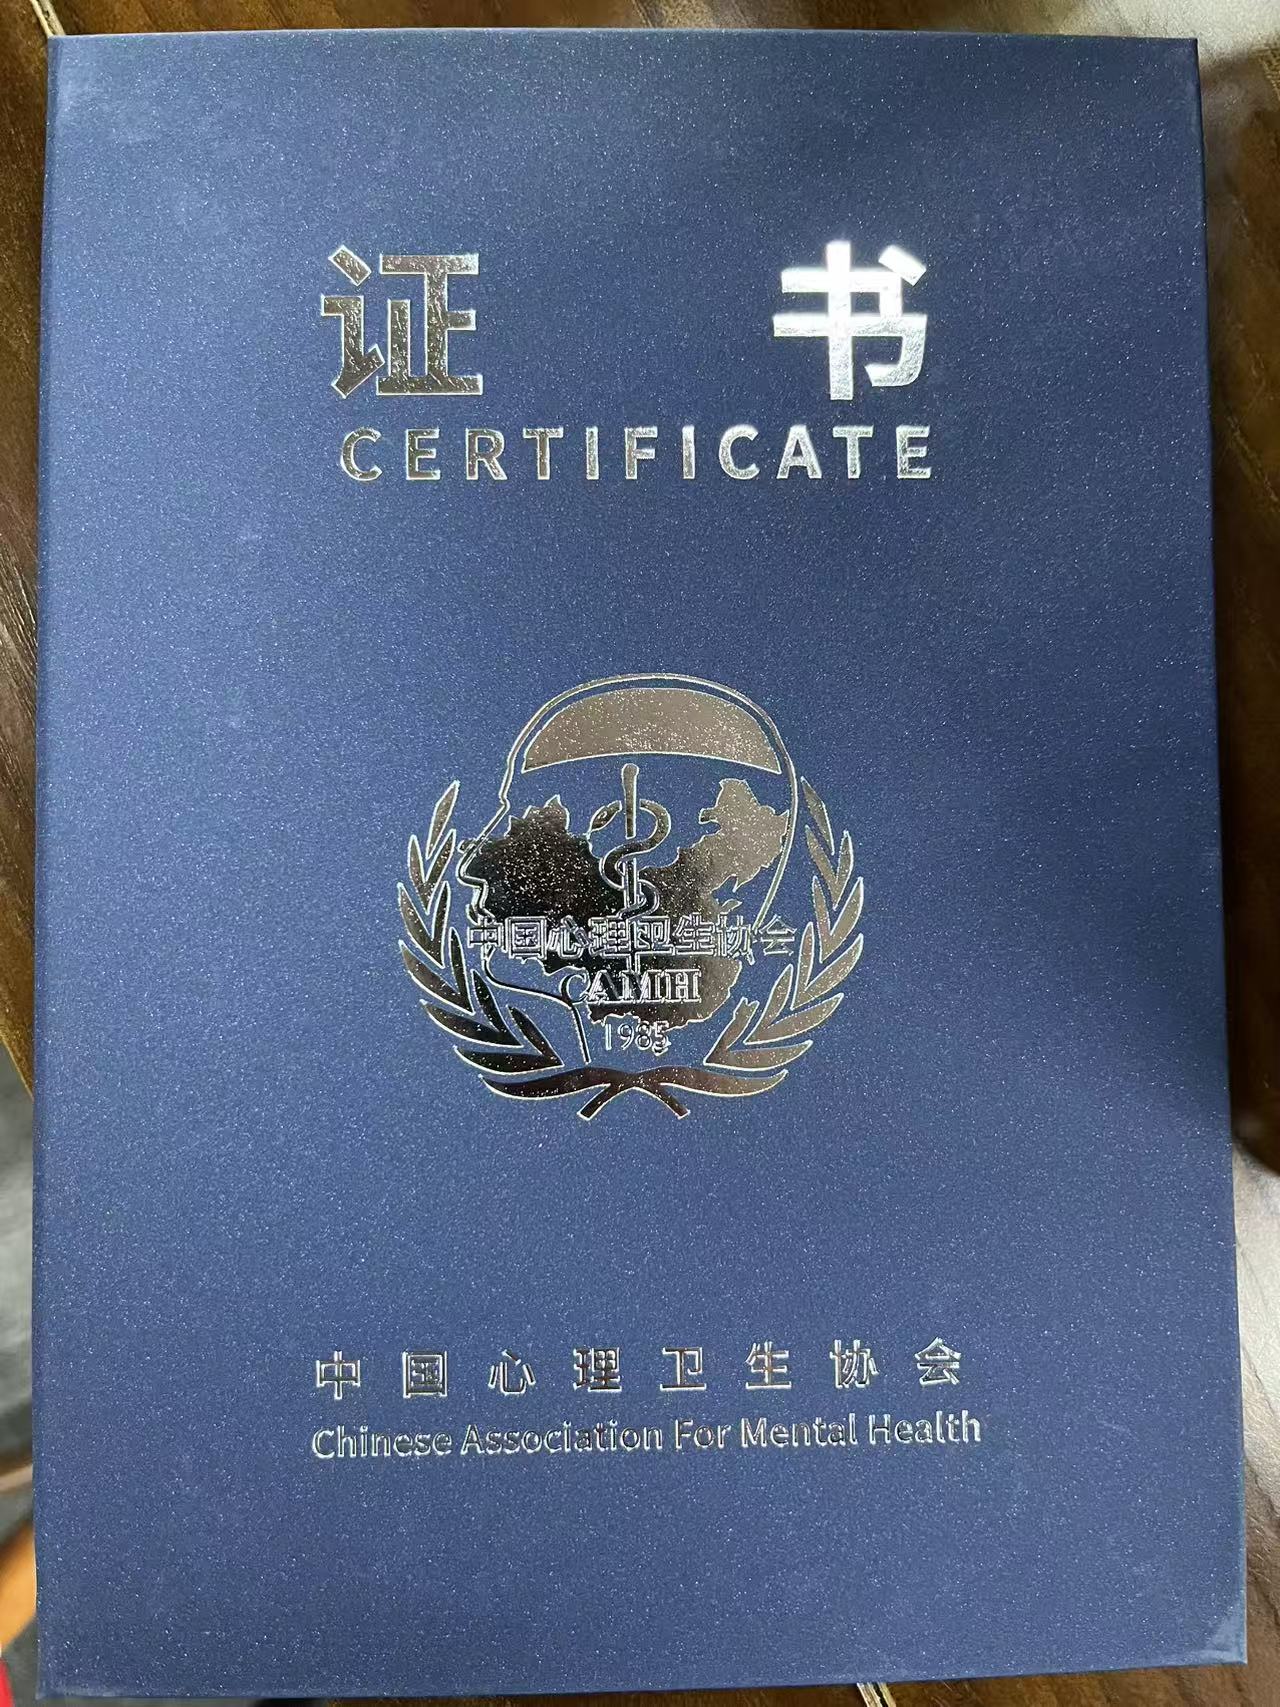 证书
CERTIFICATE
中国心理卫生协会
CAMH
1985
中国心理卫生协会
Chinese Association For Mental Health